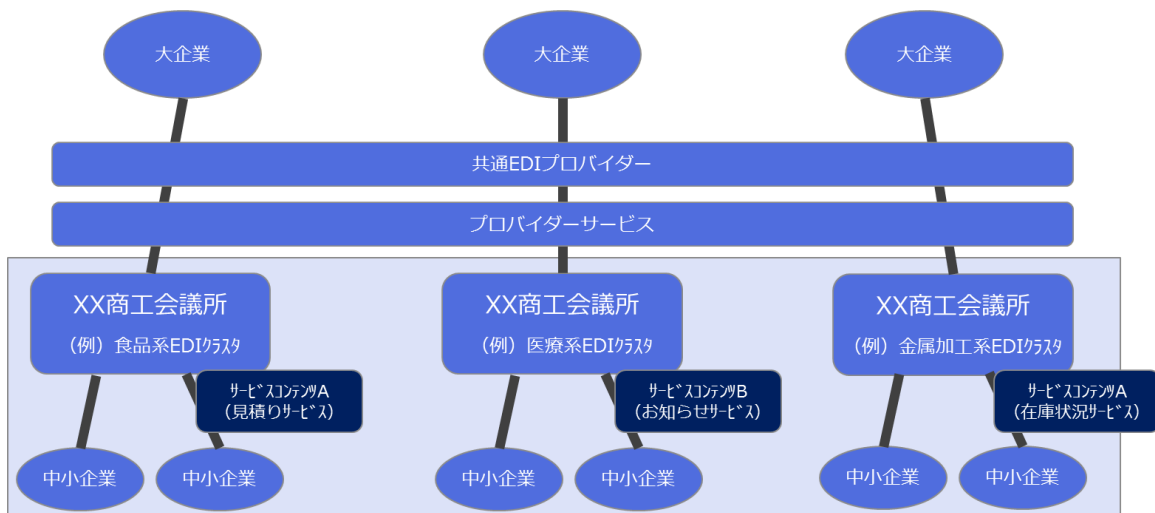 大企業
大企業
大企業
共通EDIプロバイダー
プロバイダーサービス
XX商工会議所
（例）食品系EDIｸﾗｽﾀ
XX商工会議所
（例）医療系EDIｸﾗｽﾀ
XX商工会議所
（例）金属加工系EDIｸﾗｽﾀ
ｻｰﾋﾞｽｺﾝﾃﾝﾂA
（見積りｻｰﾋﾞｽ）
ｻｰﾋﾞｽｺﾝﾃﾝﾂB
（お知らせｻｰﾋﾞｽ）
ｻｰﾋﾞｽｺﾝﾃﾝﾂA
（在庫状況ｻｰﾋﾞｽ）
中小企業
中小企業
中小企業
中小企業
中小企業
中小企業